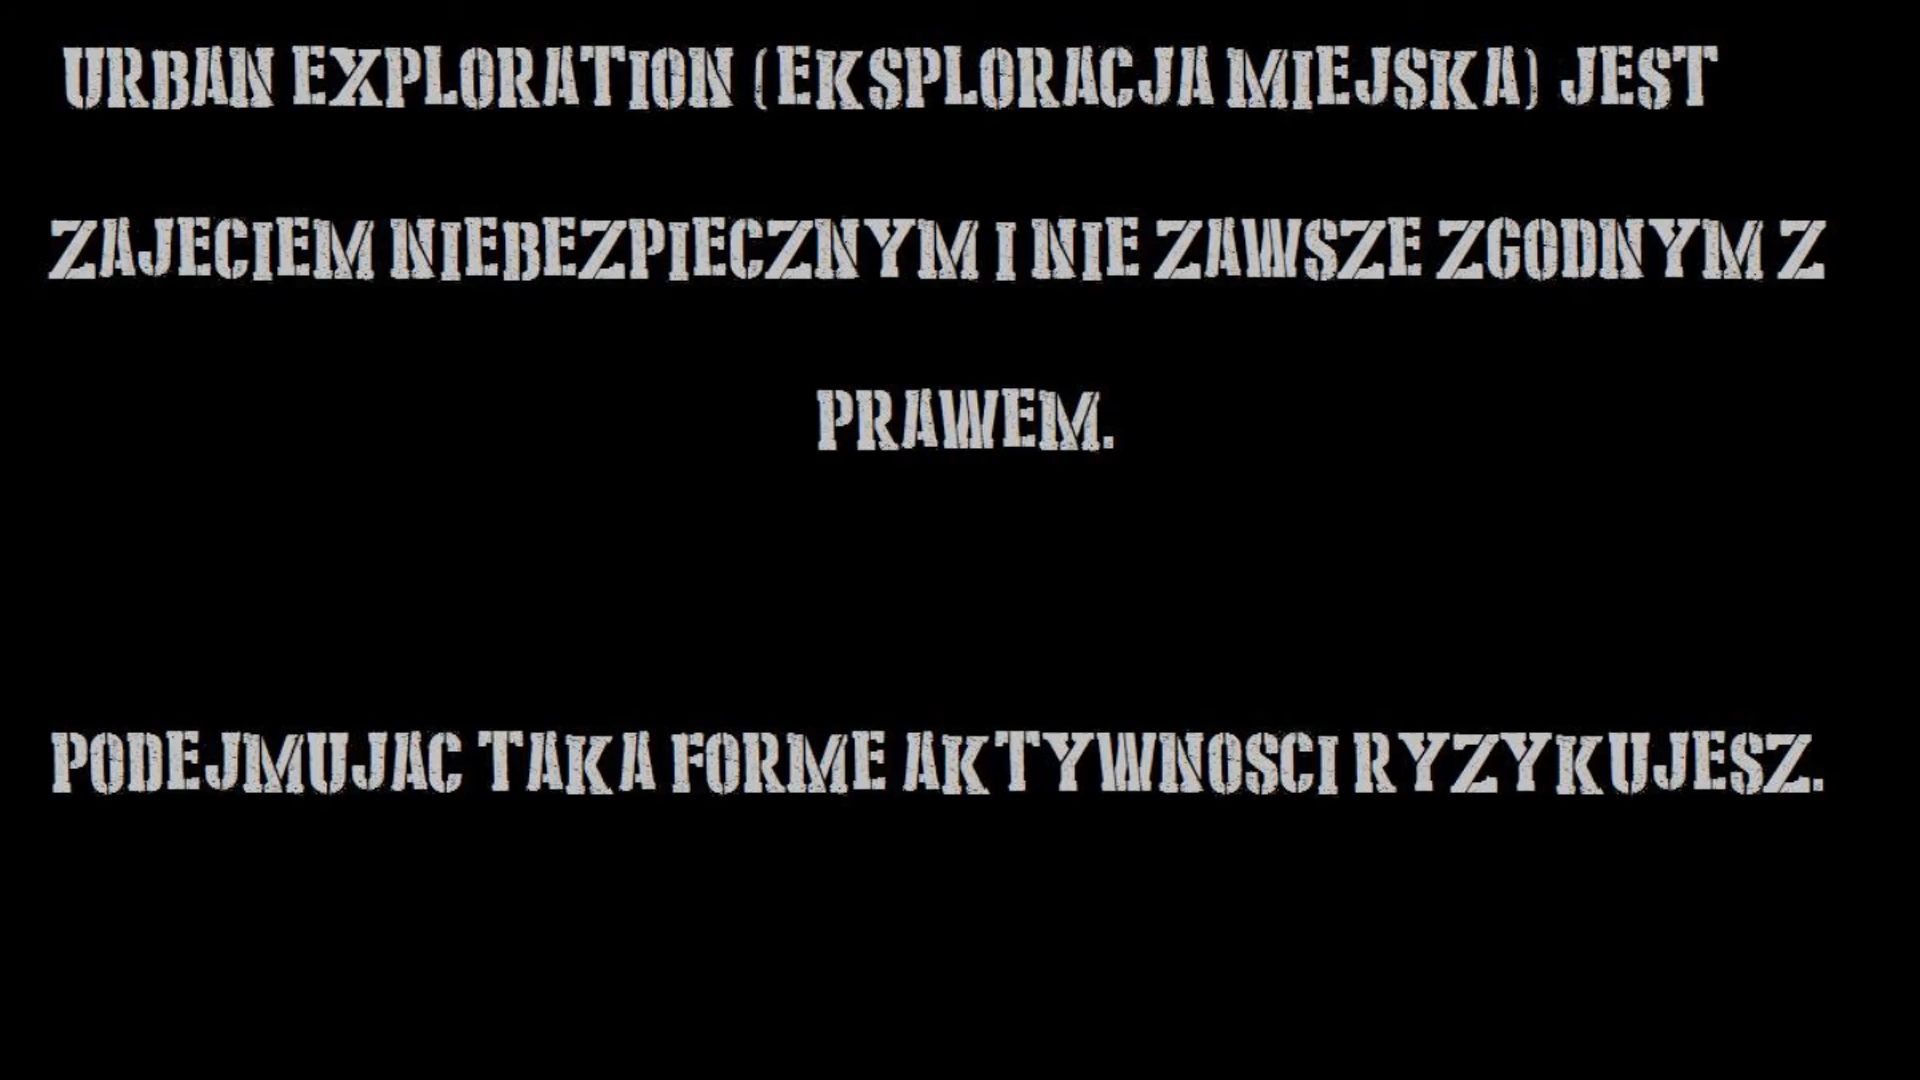 URBAN EXPLORATION (EKSPLORACJA MIEJSKA) JEST
ZAJECIEM NIEBEZPIECZNYM I NIE ZAWSZE ZGODNYM Z
PRAWEM.
PODEJMUJAC TAKA FORME AKTYWNOSCI RYZYKUJESZ.